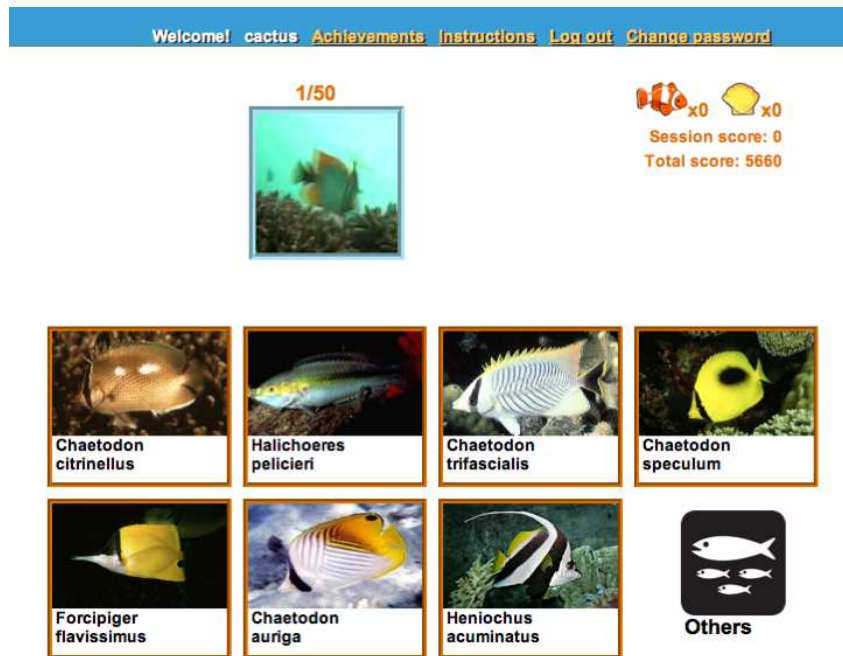 Welcome! cactus Achievements Instructions Log out Change password
1/50
x0 x0
Session score: 0
Total score: 5660
Chaetodon
citrinellus
Halichoeres
pelicieri
Chaetodon
trifascialis
Chaetodon
speculum
Forcipiger
flavissimus
Chaetodon
auriga
Heniochus
acuminatus
Others